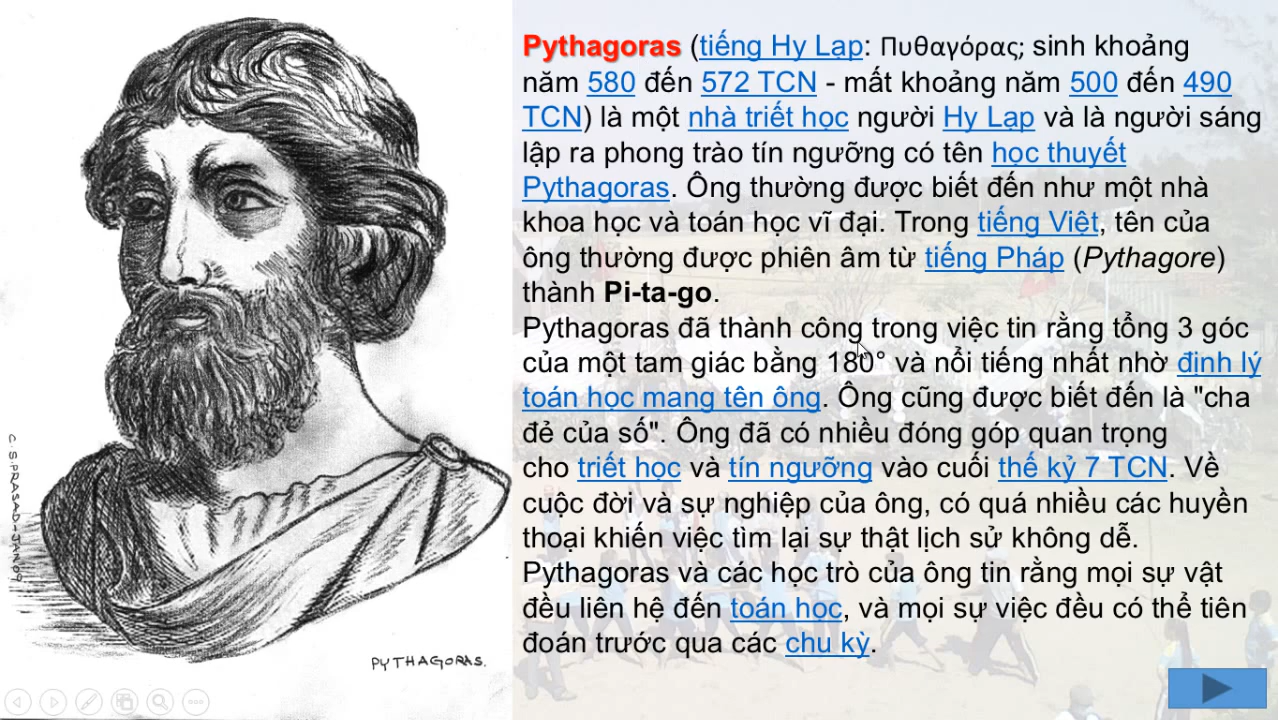 Pythagoras (tiếng Hy Lạp: Πυθαγόρας; sinh khoảng
năm 580 đến 572 TCN - mất khoảng năm 500 đến 490
TCN) là một nhà triết học người Hy Lạp và là người sáng
lập ra phong trào tín ngưỡng có tên học thuyết
Pythagoras. Ông thường được biết đến như một nhà
khoa học và toán học vĩ đại. Trong tiếng Việt, tên của
ông thường được phiên âm từ tiếng Pháp (Pythagore)
thành Pi-ta-go.
Pythagoras đã thành công trong việc tin rằng tổng 3 góc
của một tam giác bằng 180° và nổi tiếng nhất nhờ định lý
toán học mang tên ông. Ông cũng được biết đến là "cha
đẻ của số". Ông đã có nhiều đóng góp quan trọng
cho triết học và tín ngưỡng vào cuối thế kỷ 7 TCN. Về
cuộc đời và sự nghiệp của ông, có quá nhiều các huyền
thoại khiến việc tìm lại sự thật lịch sử không dễ.
Pythagoras và các học trò của ông tin rằng mọi sự vật
đều liên hệ đến toán học, và mọi sự việc đều có thể tiên
đoán trước qua các chu kỳ.
C.S.PRASAD-JAN09
PYTHAGORAS.